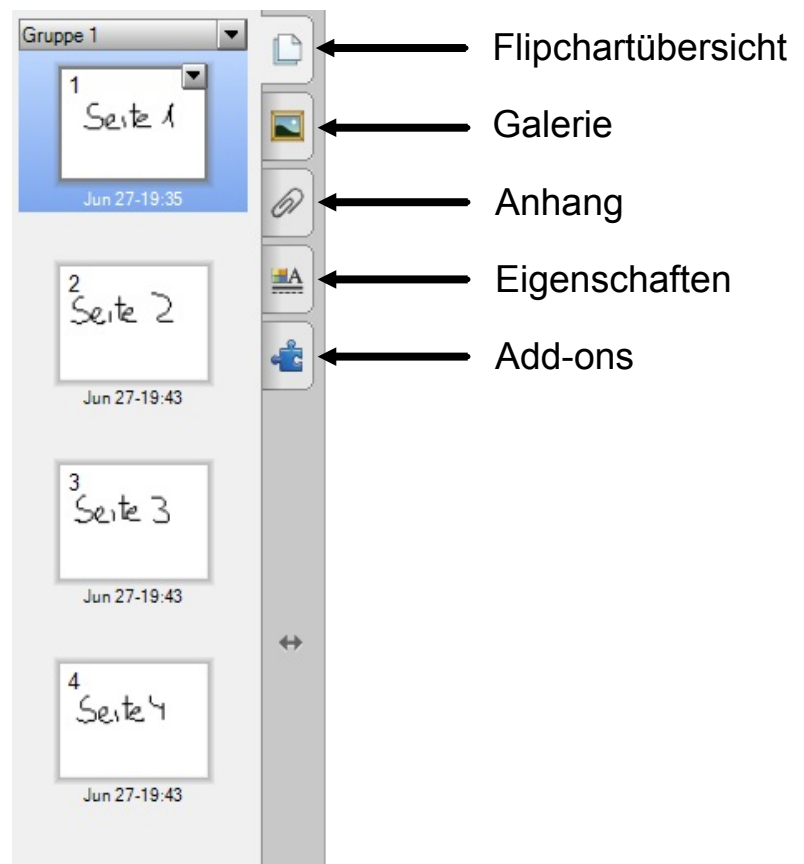 Gruppe 1
1
Seite 1
Jun 27-19:35
2
Seite 2
Jun 27-19:43
3
Seite 3
Jun 27-19:43
4
Seite 4
Jun 27-19:43
Flipchartübersicht
Galerie
Anhang
Eigenschaften
Add-ons